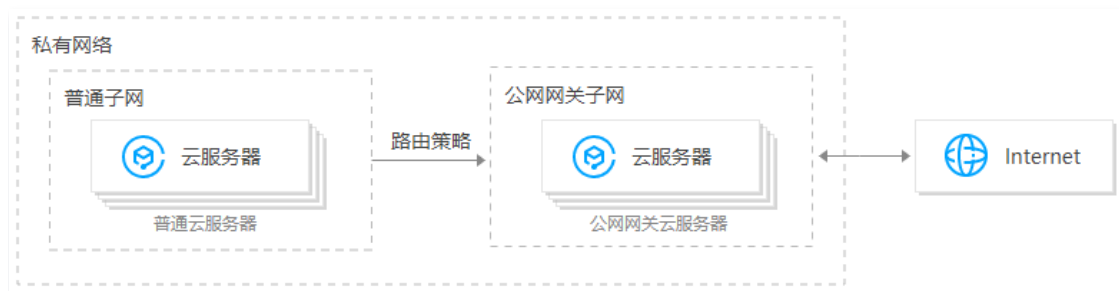 私有网络
普通子网
云服务器
普通云服务器
路由策略
公网网关子网
云服务器
公网网关云服务器
Internet